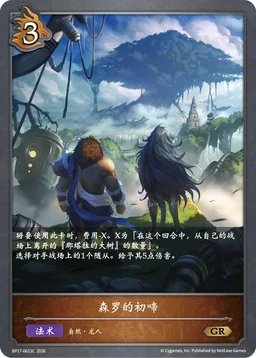 3
将要使用此卡时，费用-X。X为「在这个回合中，从自己的战
场上离开的『那塔拉的大树』的数量」。
选择对手战场上的1个随从。给予其5点伤害。
森罗的初啼
法术
自然·龙人
GR
© Cygames, Inc. Published by NetEase Games